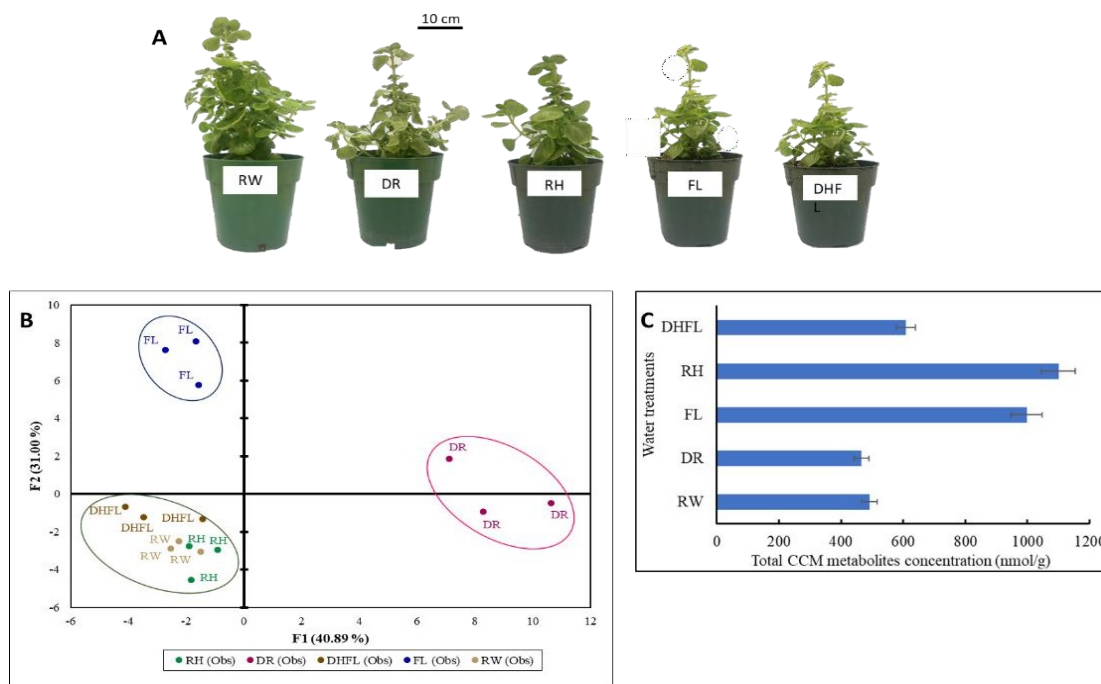 10 cm
A
RW
DR
RH
FL
DHF
L
B
10
8
6
4
2
0
-2
-4
-6
-6
-4
-2
0
2
4
6
8
10
12
F2 (31.00 %)
F1 (40.89 %)
FL
FL
FL
DR
DR
DR
DHFL
DHFL
DHFL
RW
RH
RH
RW
RW
RH
RH (Obs)
DR (Obs)
DHFL (Obs)
FL (Obs)
RW (Obs)
C
Water treatments
DHFL
RH
FL
DR
RW
0
200
400
600
800
1000
1200
Total CCM metabolites concentration (nmol/g)